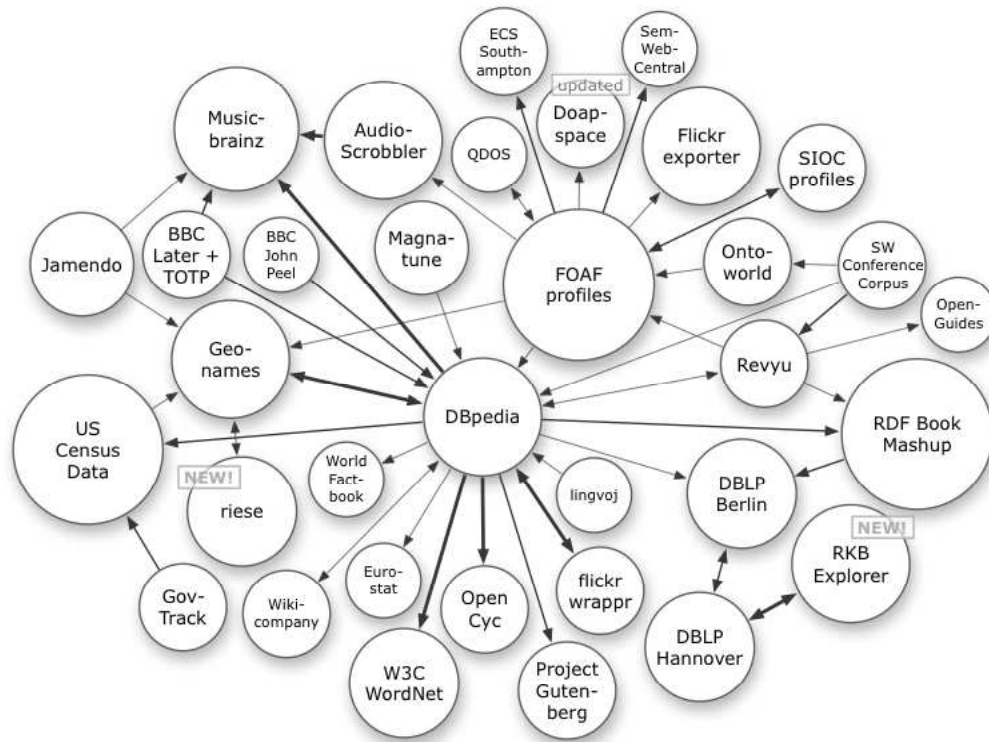 ECS
South-
ampton
Sem-
Web-
Central
updated
Doap-
space
Music-
brainz
Audio-
Scrobbler
QDOS
Flickr
exporter
SIOC
profiles
Jamendo
BBC
Later +
TOTP
BBC
John
Peel
Magna-
tune
FOAF
profiles
Onto-
world
SW
Conference
Corpus
Open-
Guides
Geo-
names
Revyu
DBpedia
US
Census
Data
RDF Book
Mashup
NEW!
riese
World
Fact-
book
lingvoj
DBLP
Berlin
NEW!
RKB
Explorer
Gov-
Track
Wiki-
company
Euro-
stat
Open
Cyc
flickr
wrappr
DBLP
Hannover
W3C
WordNet
Project
Guten-
berg